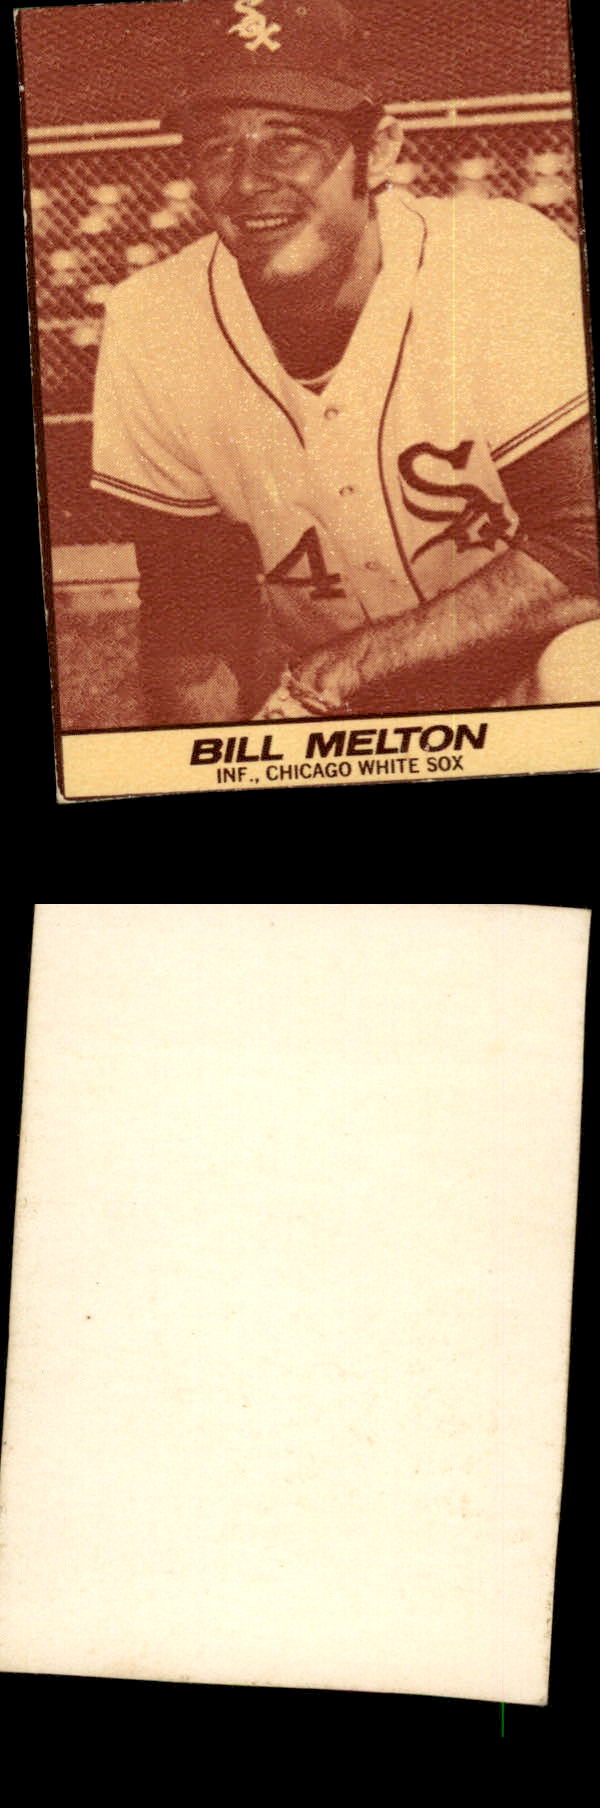 Sox
Sox
4
BILL MELTON
INF., CHICAGO WHITE SOX